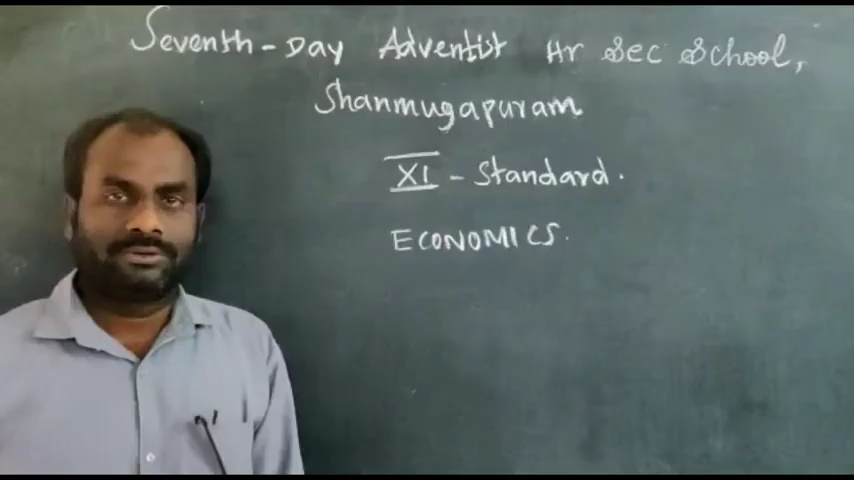 Seventh-Day Adventist Hr Sec School,
Shanmugapuram
XI - Standard.
ECONOMICS.